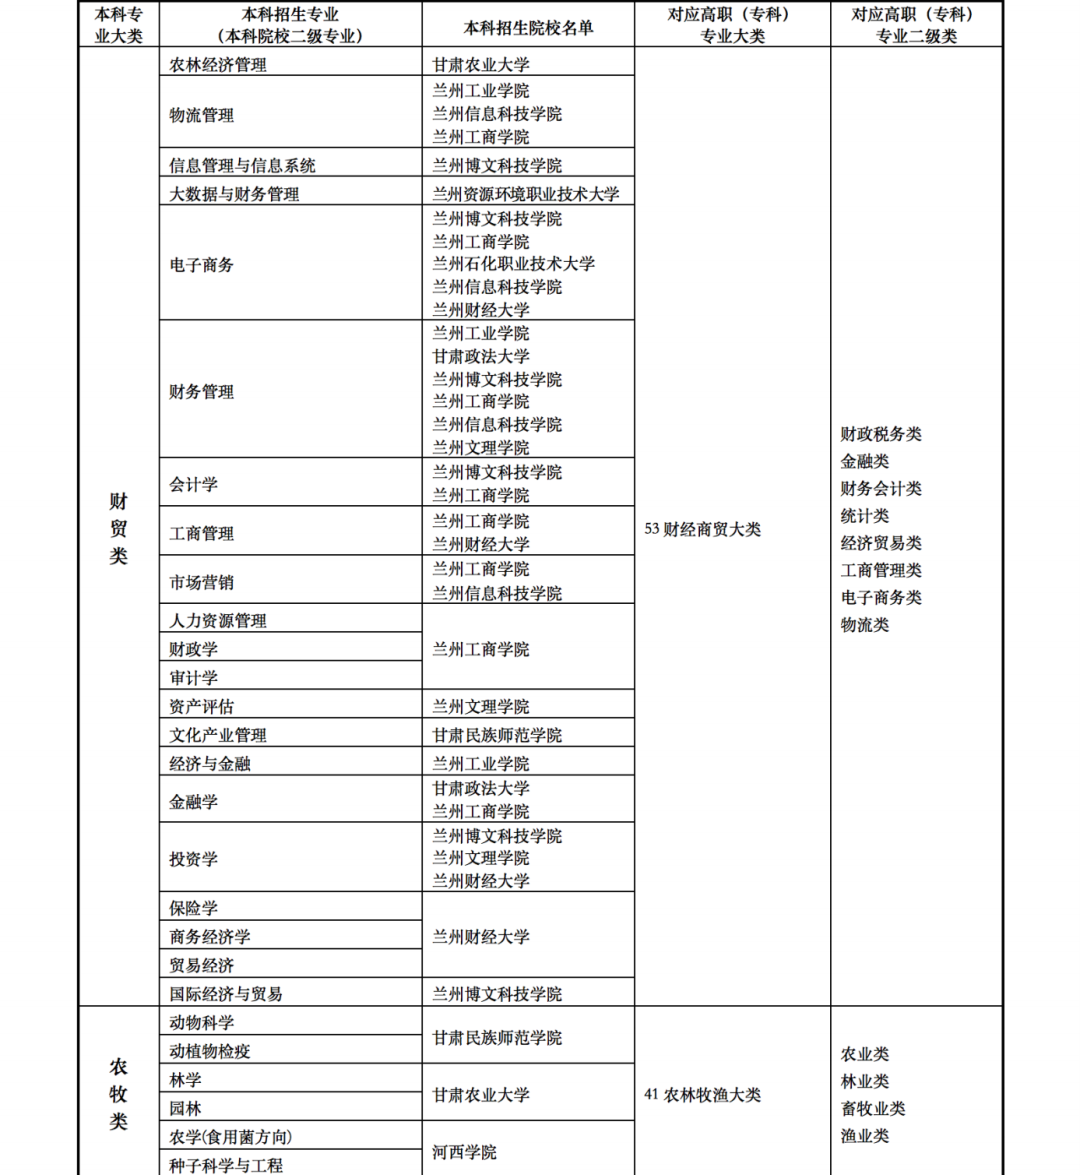 本科专
业大类
本科招生专业
（本科院校二级专业）
本科招生院校名单
对应高职（专科）
专业大类
对应高职（专科）
专业二级类
财
贸
类
农林经济管理
甘肃农业大学
物流管理
兰州工业学院
兰州信息科技学院
兰州工商学院
信息管理与信息系统
兰州博文科技学院
大数据与财务管理
兰州资源环境职业技术大学
电子商务
兰州博文科技学院
兰州工商学院
兰州石化职业技术大学
兰州信息科技学院
兰州财经大学
财务管理
兰州工业学院
甘肃政法大学
兰州博文科技学院
兰州工商学院
兰州信息科技学院
兰州文理学院
会计学
兰州博文科技学院
兰州工商学院
工商管理
兰州工商学院
兰州财经大学
市场营销
兰州工商学院
兰州信息科技学院
人力资源管理
财政学
审计学
兰州工商学院
资产评估
兰州文理学院
文化产业管理
甘肃民族师范学院
经济与金融
兰州工业学院
金融学
甘肃政法大学
兰州工商学院
投资学
兰州博文科技学院
兰州文理学院
兰州财经大学
保险学
商务经济学
贸易经济
兰州财经大学
国际经济与贸易
兰州博文科技学院
53 财经商贸大类
财政税务类
金融类
财务会计类
统计类
经济贸易类
工商管理类
电子商务类
物流类
农
牧
类
动物科学
动植物检疫
甘肃民族师范学院
林学
园林
甘肃农业大学
农学(食用菌方向)
种子科学与工程
河西学院
41 农林牧渔大类
农业类
林业类
畜牧业类
渔业类